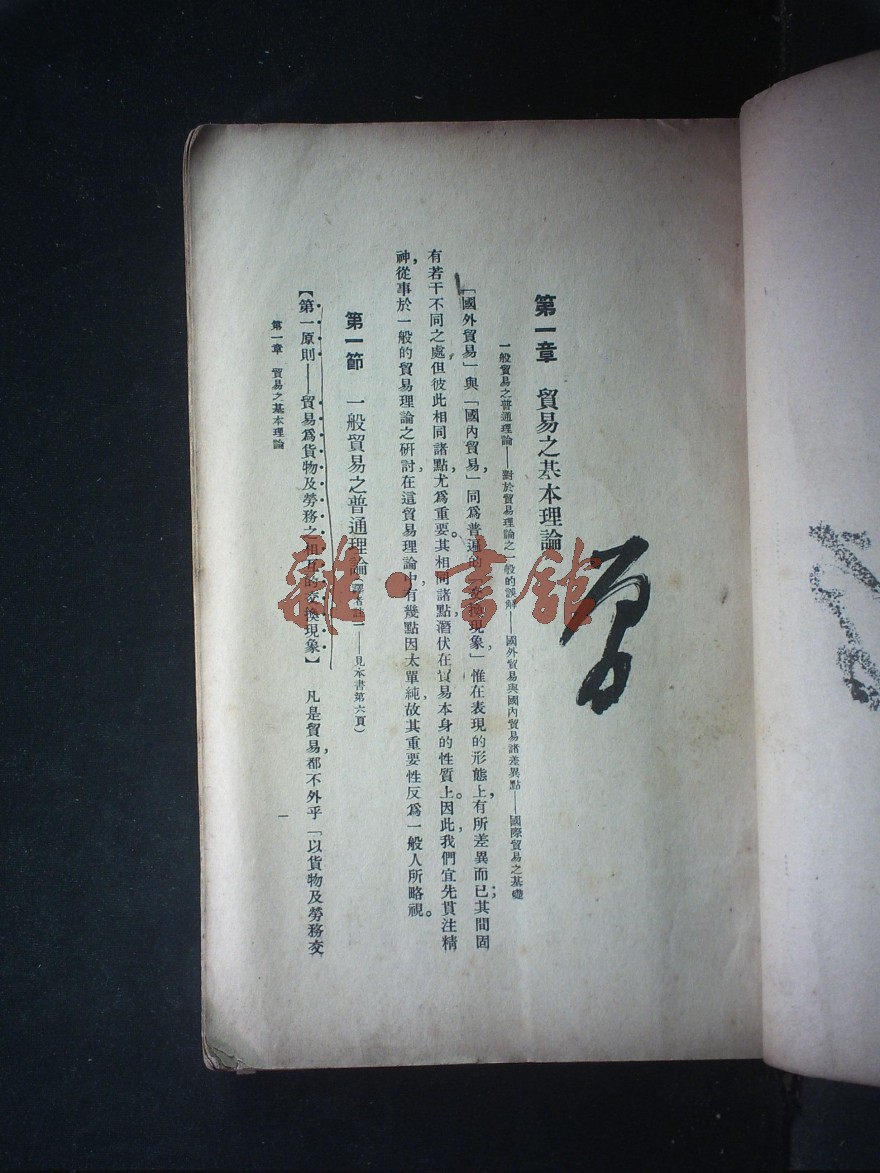 第一章　貿易之基本理論
一般貿易之普通理論——對於貿易理論之一般的誤解——國外貿易與國內貿易諸差異點——國際貿易之基礎
「國外貿易」與「國內貿易」，同爲普遍的「交換現象」惟在表現的形態上，有所差異而已；其間固
有若干不同之處，但彼此相同諸點，尤爲重要。其相同諸點，潛伏在貿易本身的性質上。因此，我們宜先貫注精
神，從事於一般的貿易理論之研討，在這貿易理論中，有幾點因太單純，故其重要性反爲一般人所略視。
第一節　一般貿易之普通理論（譯者註一——見本書第六頁）
【第一原則——貿易爲貨物及勞務之相互的交換現象】　凡是貿易，都不外乎「以貨物及勞務交
第一章　貿易之基本理論
一
雜·書館